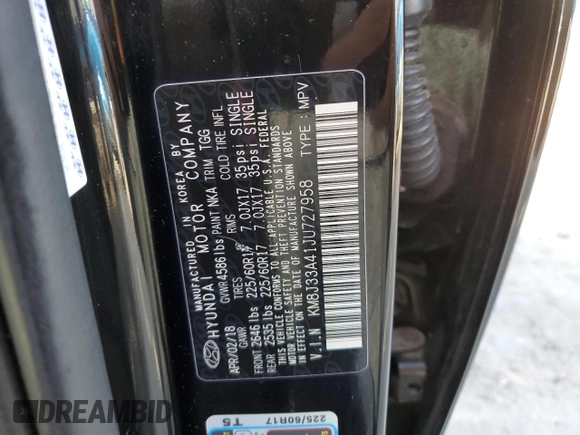 MANUFACTURED IN KOREA BY
HYUNDAI MOTOR COMPANY
APR/02/18 GVWR 4586 lbs PAINT NKA TRIM TGG
GAWR TIRES RIMS COLD TIRE INFL.
FRONT 2646 lbs 225/60R17 7.0JX17 35psi SINGLE
REAR 2535 lbs 225/60R17 7.0JX17 35psi SINGLE
THIS VEHICLE CONFORMS TO ALL APPLICABLE U.S.A. FEDERAL
MOTOR VEHICLE SAFETY, BUMPER, AND THEFT PREVENTION STANDARDS
IN EFFECT ON THE DATE OF MANUFACTURE SHOWN ABOVE.
V.I.N KM8J33A41JU727958 TYPE : MPV
225/60R17
T5
DREAMBID